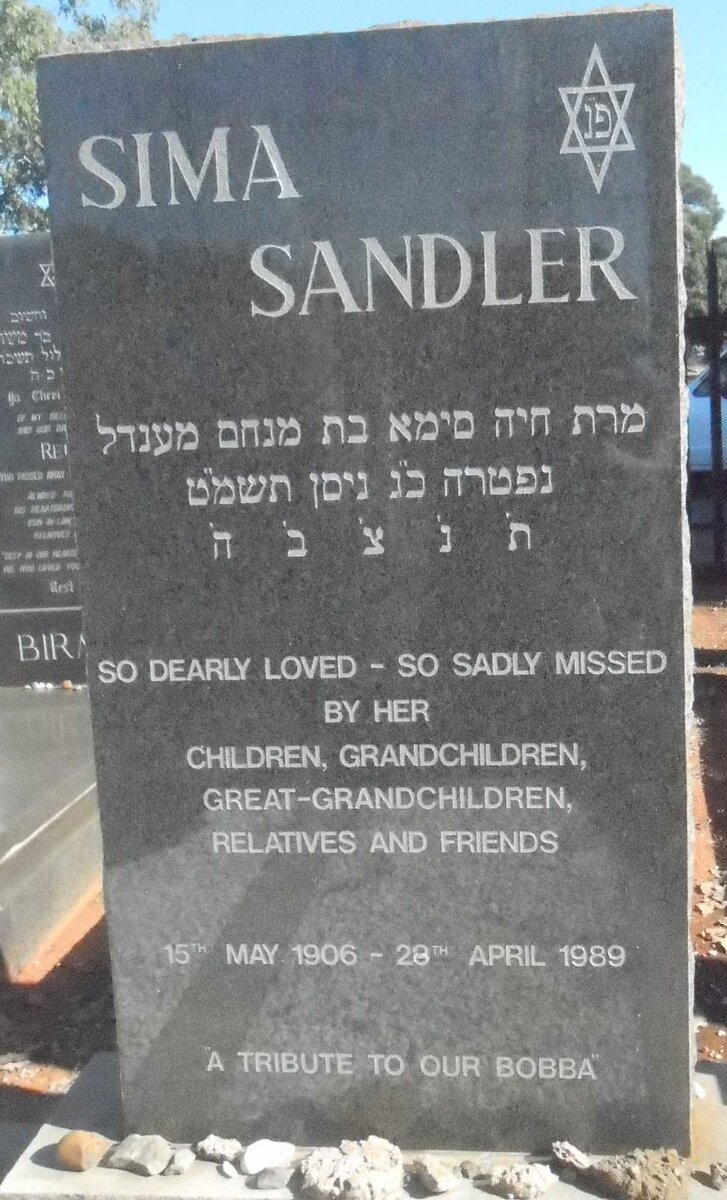 פ"נ
SIMA
SANDLER
מרת חיה סימא בת מנחם מענדל
נפטרה כ"ג ניסן תשמ"ט
ת' נ' צ' ב' ה'
SO DEARLY LOVED - SO SADLY MISSED
BY HER
CHILDREN, GRANDCHILDREN,
GREAT-GRANDCHILDREN,
RELATIVES AND FRIENDS
15TH MAY 1906 - 28TH APRIL 1989
"A TRIBUTE TO OUR BOBBA"